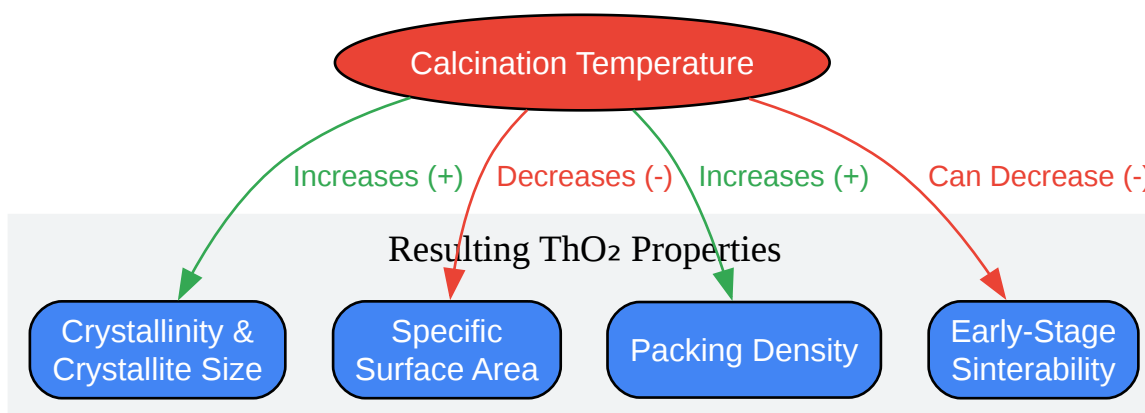 Calcination Temperature
Increases (+)
Decreases (-)
Increases (+)
Can Decrease (-)
Resulting ThO₂ Properties
Crystallinity &
Crystallite Size
Specific
Surface Area
Packing Density
Early-Stage
Sinterability